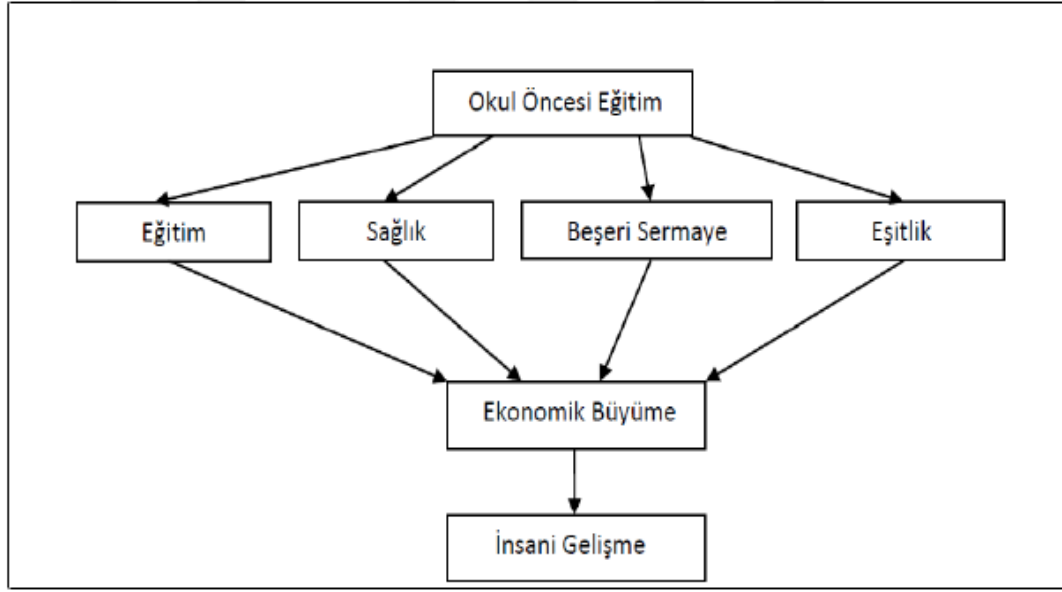 Okul Öncesi Eğitim
Eğitim
Sağlık
Beşeri Sermaye
Eşitlik
Ekonomik Büyüme
İnsani Gelişme